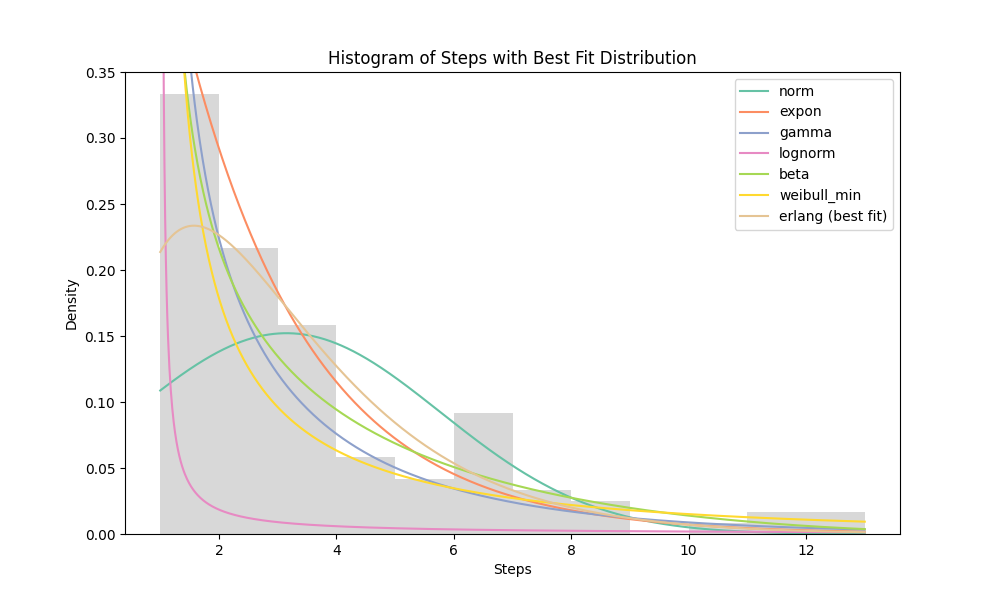 Histogram of Steps with Best Fit Distribution
0.35
0.30
0.25
0.20
0.15
0.10
0.05
0.00
Density
norm
expon
gamma
lognorm
beta
weibull_min
erlang (best fit)
2 4 6 8 10 12
Steps